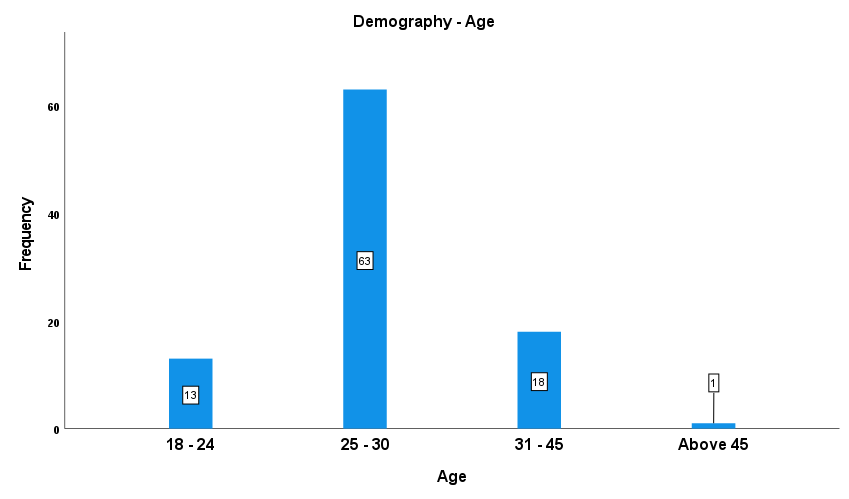 Demography - Age
Frequency
60
40
20
0
13
63
18
1
18 - 24
25 - 30
31 - 45
Above 45
Age